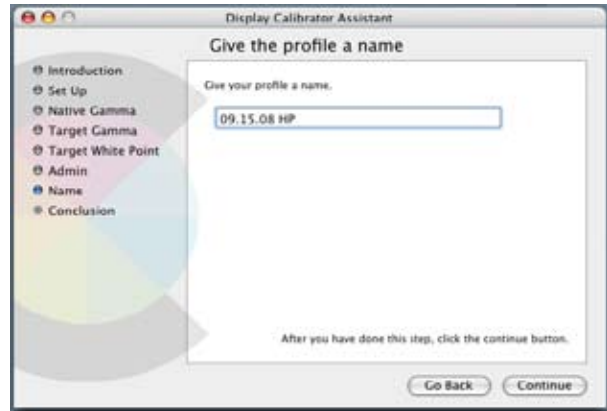 Display Calibrator Assistant
Give the profile a name
Introduction
Set Up
Native Gamma
Target Gamma
Target White Point
Admin
Name
Conclusion
Give your profile a name.
09.15.08 HP
After you have done this step, click the continue button.
Go Back
Continue